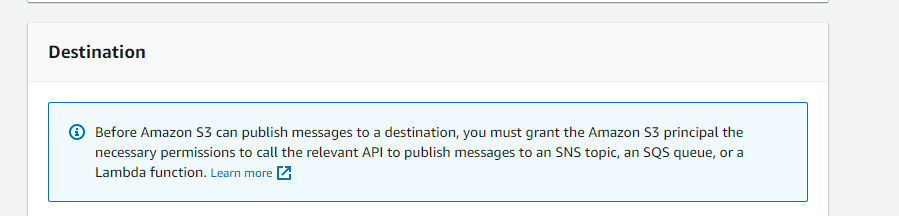 Destination
Before Amazon S3 can publish messages to a destination, you must grant the Amazon S3 principal the
necessary permissions to call the relevant API to publish messages to an SNS topic, an SQS queue, or a
Lambda function. Learn more